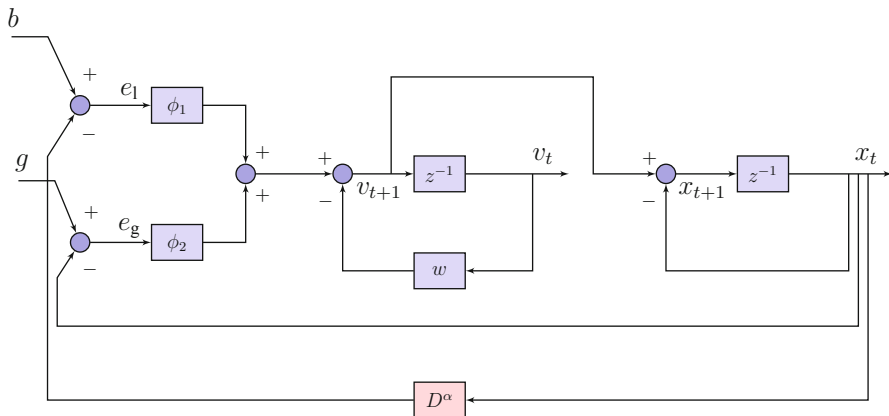 b
+
e_l
ϕ_1
−
g
+
+
+
e_g
ϕ_2
−
+
−
v_{t+1}
z^{-1}
v_t
w
+
−
x_{t+1}
z^{-1}
x_t
D^α